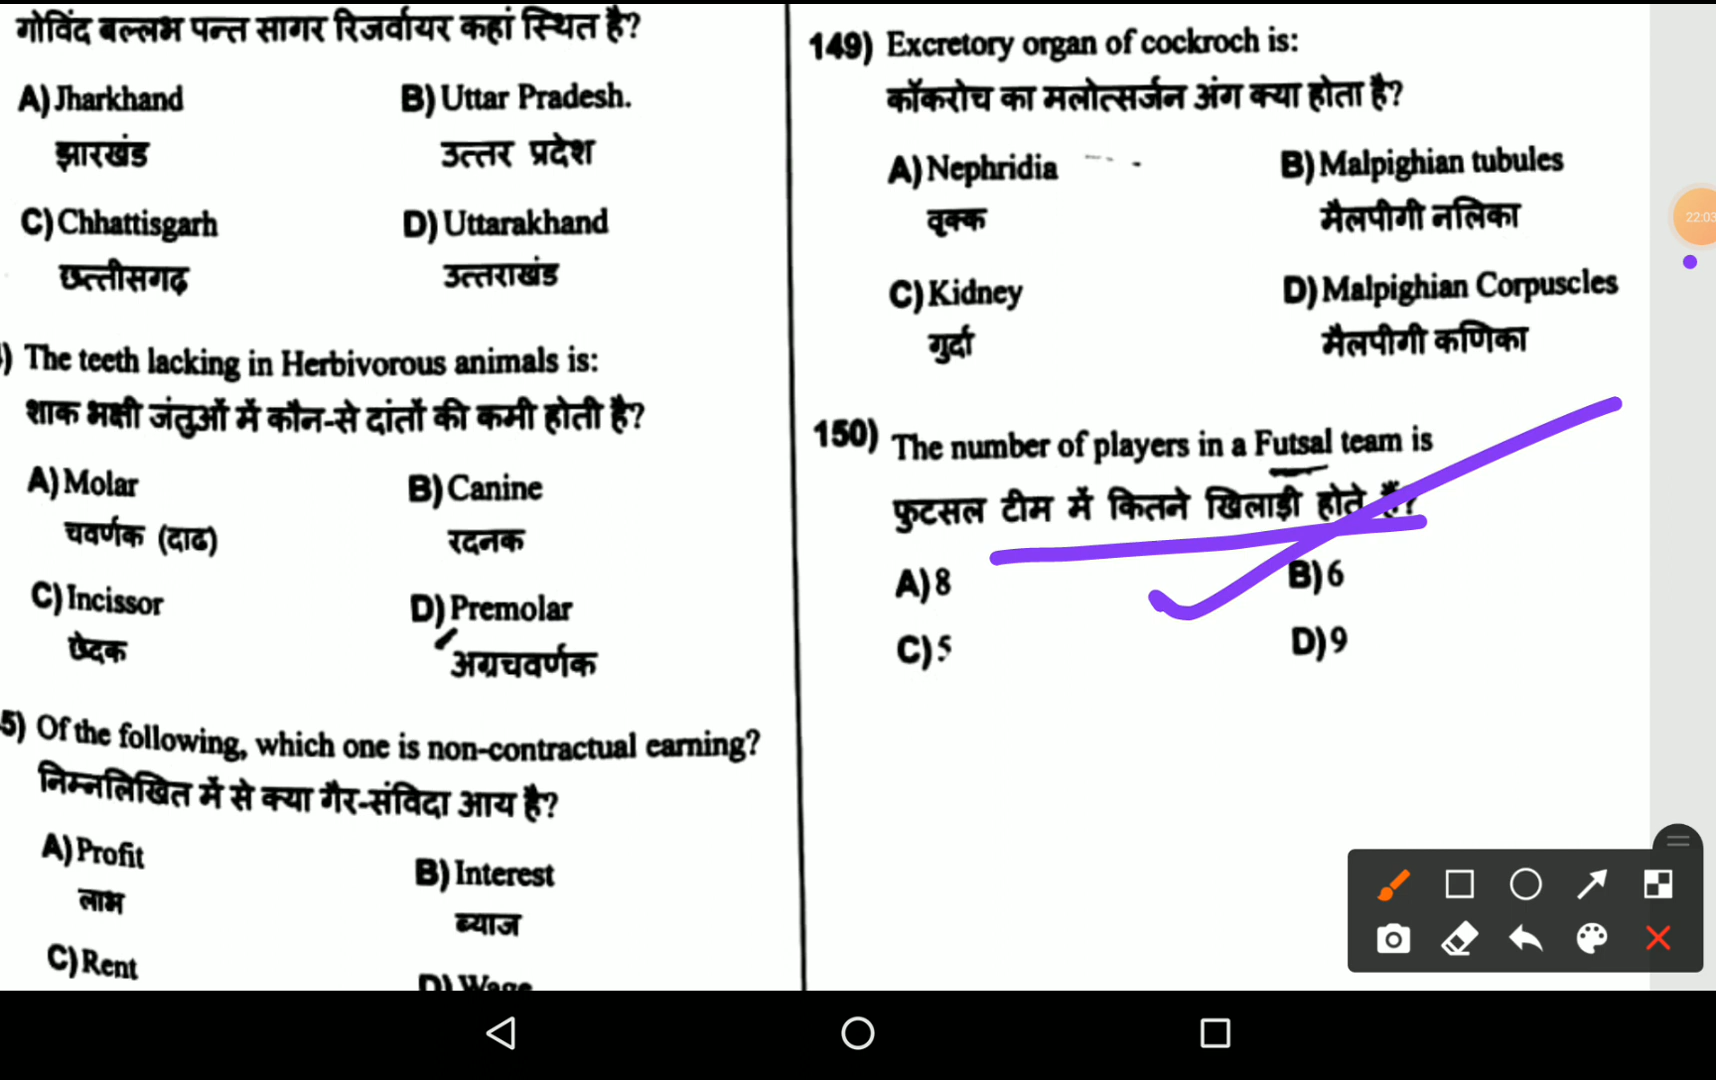 गोविंद बल्लभ पन्त सागर रिजर्वायर कहां स्थित है?
A) Jharkhand
B) Uttar Pradesh.
झारखंड
उत्तर प्रदेश
C) Chhattisgarh
D) Uttarakhand
छत्तीसगढ़
उत्तराखंड
) The teeth lacking in Herbivorous animals is:
शाक भक्षी जंतुओं में कौन-से दांतों की कमी होती है?
A) Molar
B) Canine
चवर्णक (दाढ)
रदनक
C) Incissor
D) Premolar
छेदक
अग्रचवर्णक
5) Of the following, which one is non-contractual earning?
निम्नलिखित में से क्या गैर-संविदा आय है?
A) Profit
B) Interest
लाभ
ब्याज
C) Rent
D) Wage
149) Excretory organ of cockroch is:
कॉकरोच का मलोत्सर्जन अंग क्या होता है?
A) Nephridia
B) Malpighian tubules
वृक्क
मैलपीगी नलिका
C) Kidney
D) Malpighian Corpuscles
गुर्दा
मैलपीगी कणिका
150) The number of players in a Futsal team is
फुटसल टीम में कितने खिलाड़ी होते हैं?
A) 8
B) 6
C) 5
D) 9
22:03